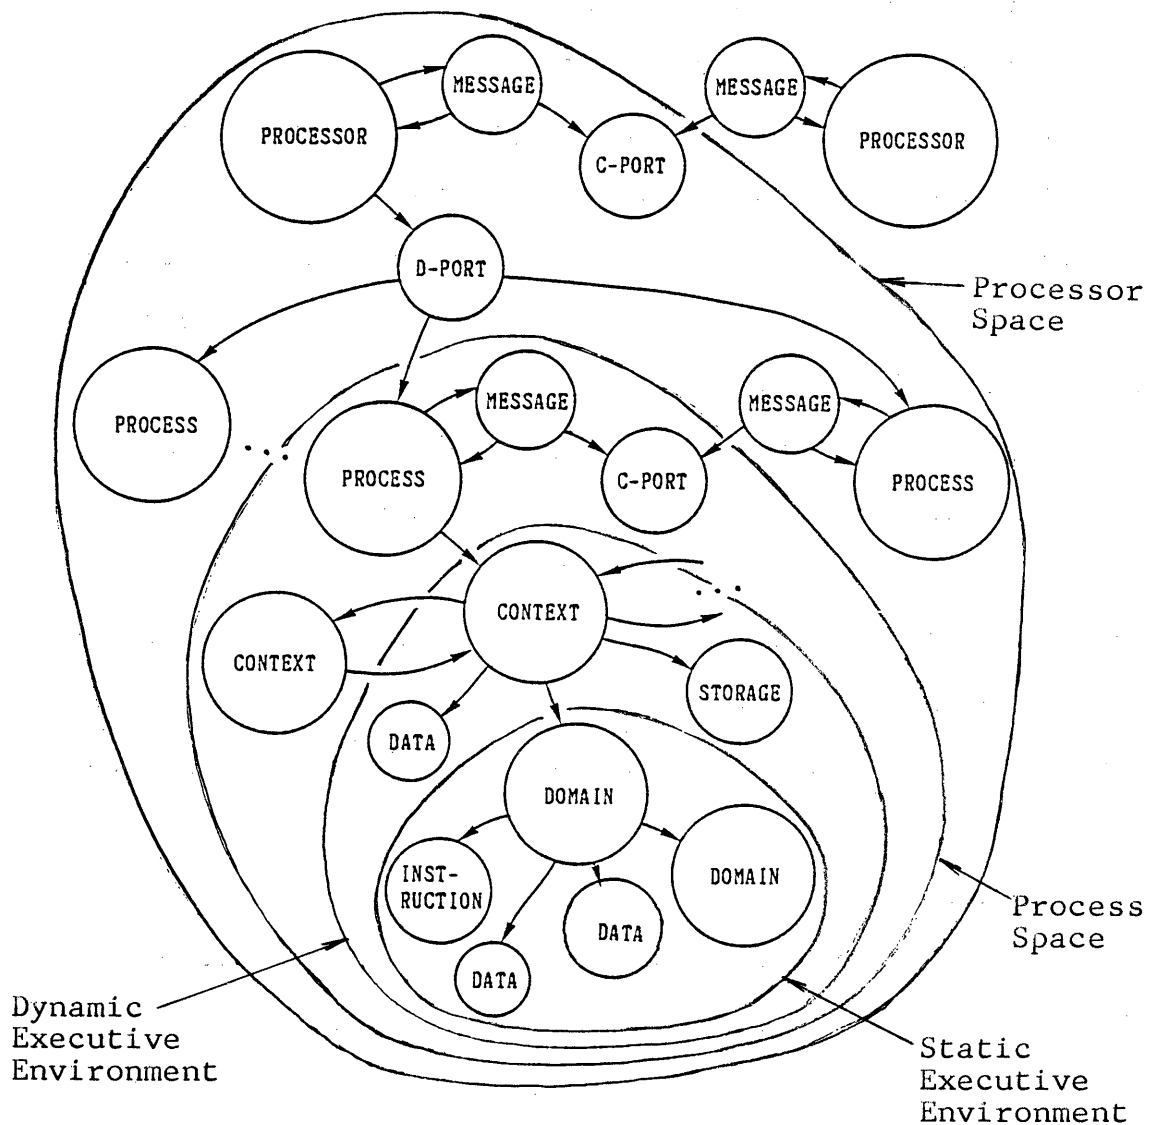 MESSAGE
MESSAGE
PROCESSOR
PROCESSOR
C-PORT
D-PORT
Processor
Space
MESSAGE
MESSAGE
PROCESS
...
PROCESS
C-PORT
PROCESS
...
CONTEXT
CONTEXT
STORAGE
DATA
DOMAIN
INST-
RUCTION
DOMAIN
DATA
DATA
Process
Space
Dynamic
Executive
Environment
Static
Executive
Environment